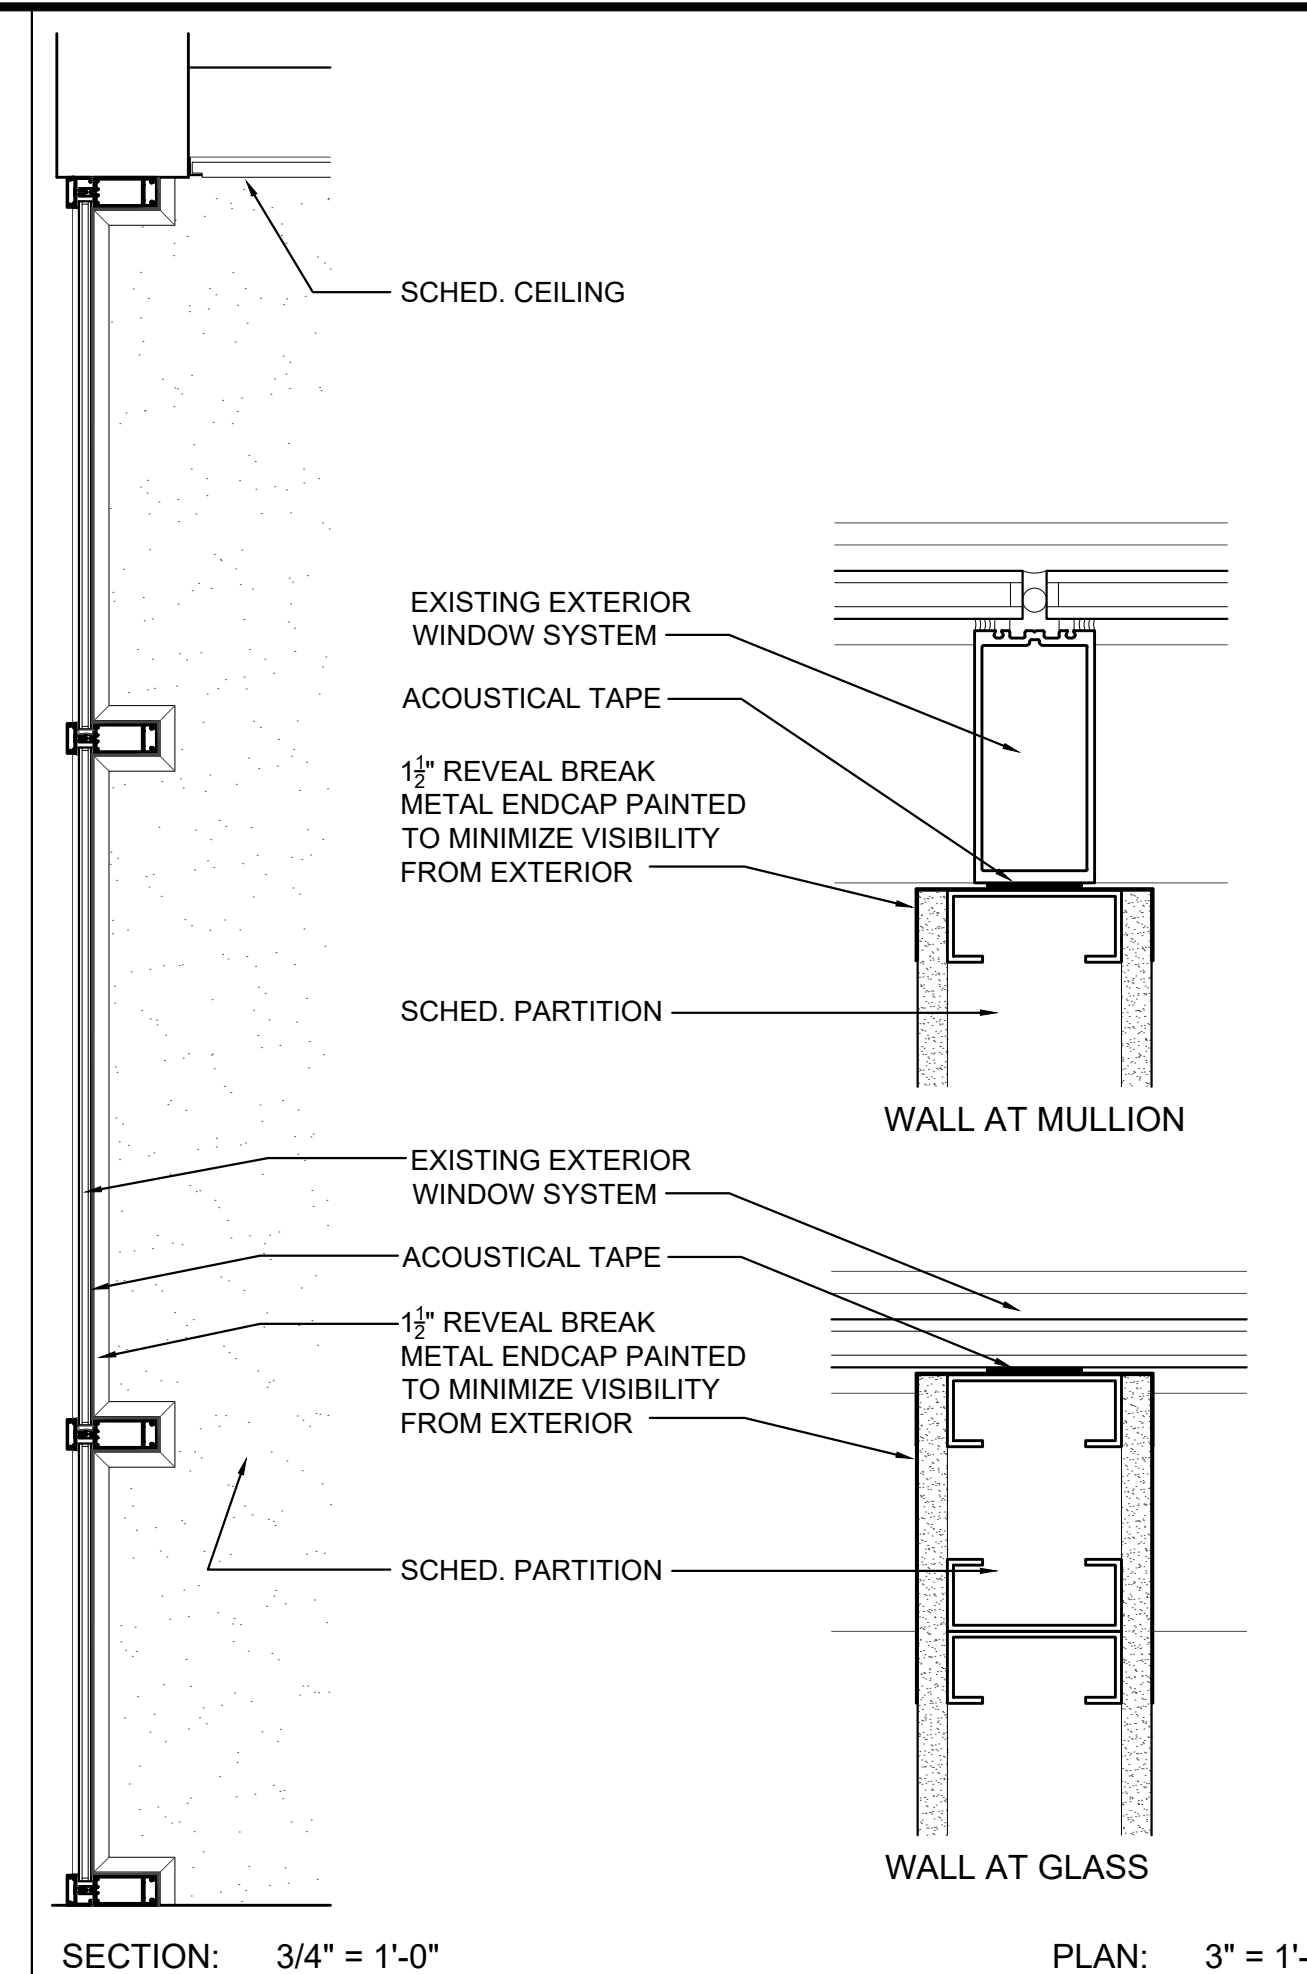 SCHED. CEILING
EXISTING EXTERIOR
WINDOW SYSTEM
ACOUSTICAL TAPE
1½" REVEAL BREAK
METAL ENDCAP PAINTED
TO MINIMIZE VISIBILITY
FROM EXTERIOR
SCHED. PARTITION
WALL AT MULLION
EXISTING EXTERIOR
WINDOW SYSTEM
ACOUSTICAL TAPE
1½" REVEAL BREAK
METAL ENDCAP PAINTED
TO MINIMIZE VISIBILITY
FROM EXTERIOR
SCHED. PARTITION
WALL AT GLASS
SECTION: 3/4" = 1'-0"
PLAN: 3" = 1'-